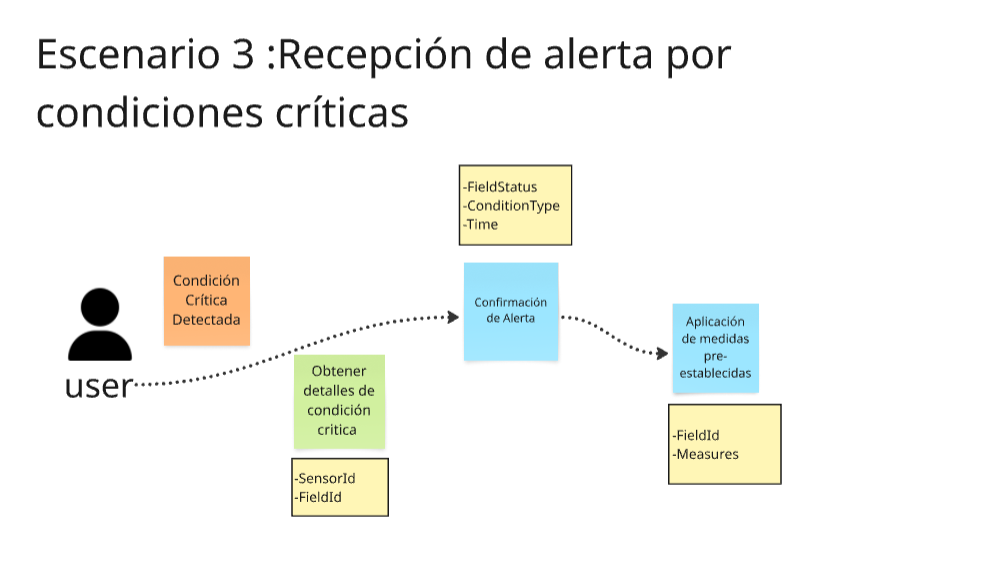 Escenario 3 :Recepción de alerta por
condiciones críticas
-FieldStatus
-ConditionType
-Time
Condición
Crítica
Detectada
Confirmación
de Alerta
Aplicación
de medidas
pre-
establecidas
user
Obtener
detalles de
condición
critica
-FieldId
-Measures
-SensorId
-FieldId